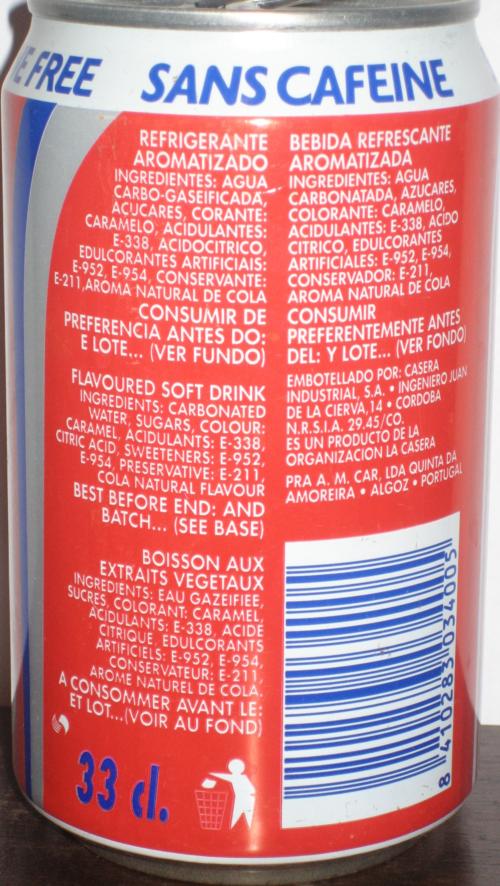 E FREE SANS CAFEINE
REFRIGERANTE
AROMATIZADO
INGREDIENTES: AGUA
CARBO-GASEIFICADA,
AÇUCARES, CORANTE:
CARAMELO, ACIDULANTES:
E-338, ACIDOCITRICO,
EDULCORANTES ARTIFICIAIS:
E-952, E-954, CONSERVANTE:
E-211, AROMA NATURAL DE COLA
CONSUMIR DE
PREFERENCIA ANTES DO:
E LOTE... (VER FUNDO)
FLAVOURED SOFT DRINK
INGREDIENTS: CARBONATED
WATER, SUGARS, COLOUR:
CARAMEL, ACIDULANTS: E-338,
CITRIC ACID, SWEETENERS: E-952,
E-954, PRESERVATIVE: E-211,
COLA NATURAL FLAVOUR
BEST BEFORE END: AND
BATCH... (SEE BASE)
BOISSON AUX
EXTRAITS VEGETAUX
INGREDIENTS: EAU GAZEIFIEE,
SUCRES, COLORANT: CARAMEL,
ACIDULANTS: E-338, ACIDE
CITRIQUE, EDULCORANTS
ARTIFICIELS: E-952, E-954,
CONSERVATEUR: E-211,
AROME NATUREL DE COLA.
A CONSOMMER AVANT LE:
ET LOT...(VOIR AU FOND)
33 cl.
BEBIDA REFRESCANTE
AROMATIZADA
INGREDIENTES: AGUA
CARBONATADA, AZUCARES,
COLORANTE: CARAMELO,
ACIDULANTES: E-338, ACIDO
CITRICO, EDULCORANTES
ARTIFICIALES: E-952, E-954,
CONSERVADOR: E-211,
AROMA NATURAL DE COLA
CONSUMIR
PREFERENTEMENTE ANTES
DEL: Y LOTE... (VER FONDO)
EMBOTELLADO POR: CASERA
INDUSTRIAL, S.A. • INGENIERO JUAN
DE LA CIERVA,14 • CORDOBA
N.R.S.I.A. 29.45/CO.
ES UN PRODUCTO DE LA
ORGANIZACION LA CASERA
PRA A. M. CAR, LDA QUINTA DA
AMOREIRA • ALGOZ • PORTUGAL
8 410283 034005